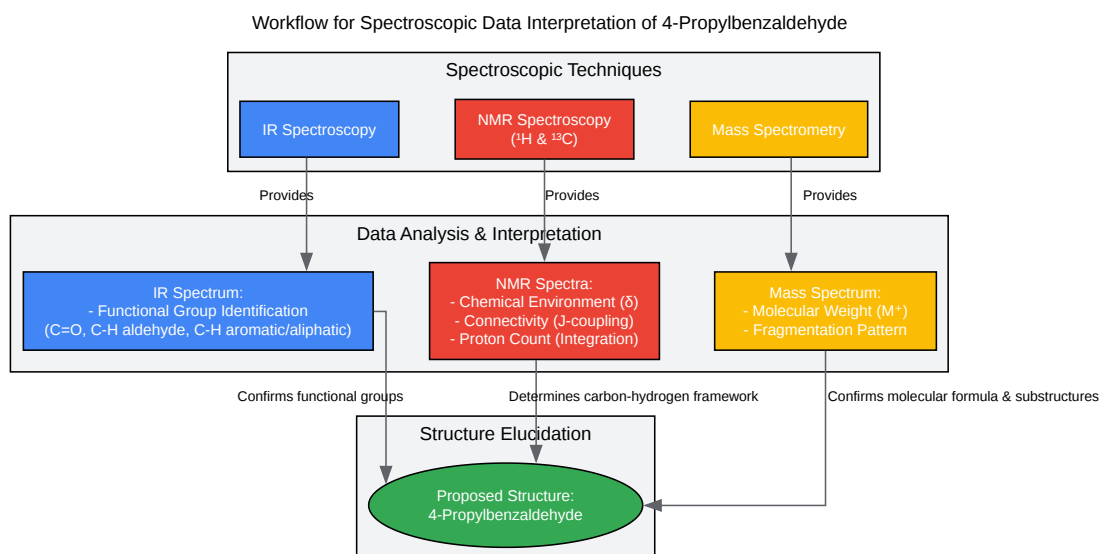 Workflow for Spectroscopic Data Interpretation of 4-Propylbenzaldehyde
Spectroscopic Techniques
IR Spectroscopy
NMR Spectroscopy
(¹H & ¹³C)
Mass Spectrometry
Provides
Provides
Provides
Data Analysis & Interpretation
IR Spectrum:
- Functional Group Identification
(C=O, C-H aldehyde, C-H aromatic/aliphatic)
NMR Spectra:
- Chemical Environment (δ)
- Connectivity (J-coupling)
- Proton Count (Integration)
Mass Spectrum:
- Molecular Weight (M⁺)
- Fragmentation Pattern
Confirms functional groups
Determines carbon-hydrogen framework
Confirms molecular formula & substructures
Structure Elucidation
Proposed Structure:
4-Propylbenzaldehyde